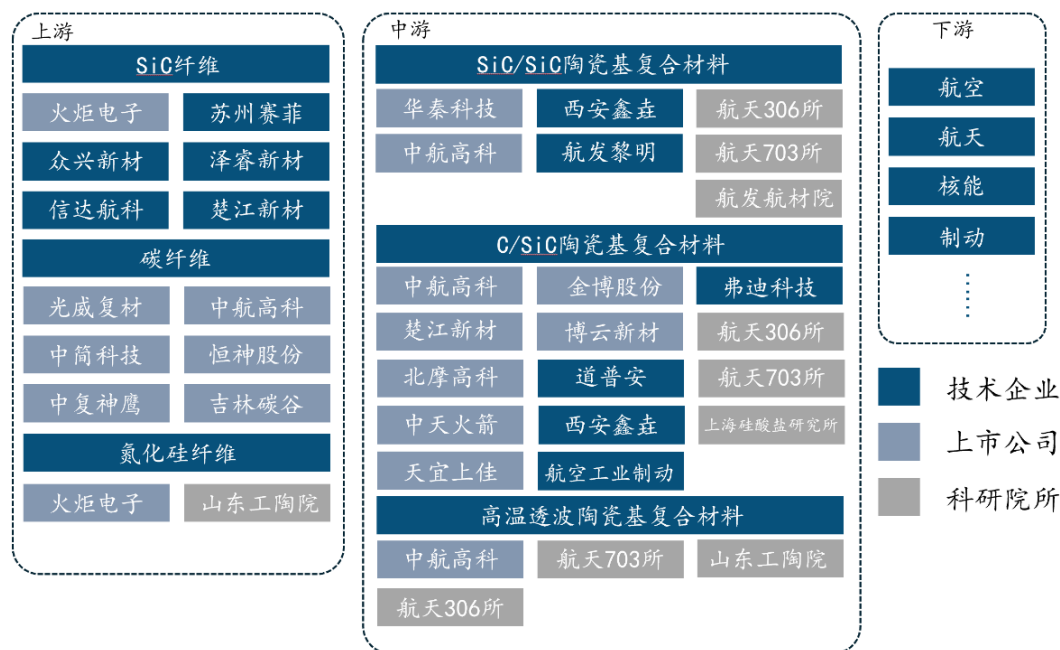 上游
SiC纤维
火炬电子 苏州赛菲
众兴新材 泽睿新材
信达航科 楚江新材
碳纤维
光威复材 中航高科
中简科技 恒神股份
中复神鹰 吉林碳谷
氮化硅纤维
火炬电子 山东工陶院
中游
SiC/SiC陶瓷基复合材料
华秦科技 西安鑫垚 航天306所
中航高科 航发黎明 航天703所
航发航材院
C/SiC陶瓷基复合材料
中航高科 金博股份 弗迪科技
楚江新材 博云新材 航天306所
北摩高科 道普安 航天703所
中天火箭 西安鑫垚 上海硅酸盐研究所
天宜上佳 航空工业制动
高温透波陶瓷基复合材料
中航高科 航天703所 山东工陶院
航天306所
下游
航空
航天
核能
制动
技术企业
上市公司
科研院所